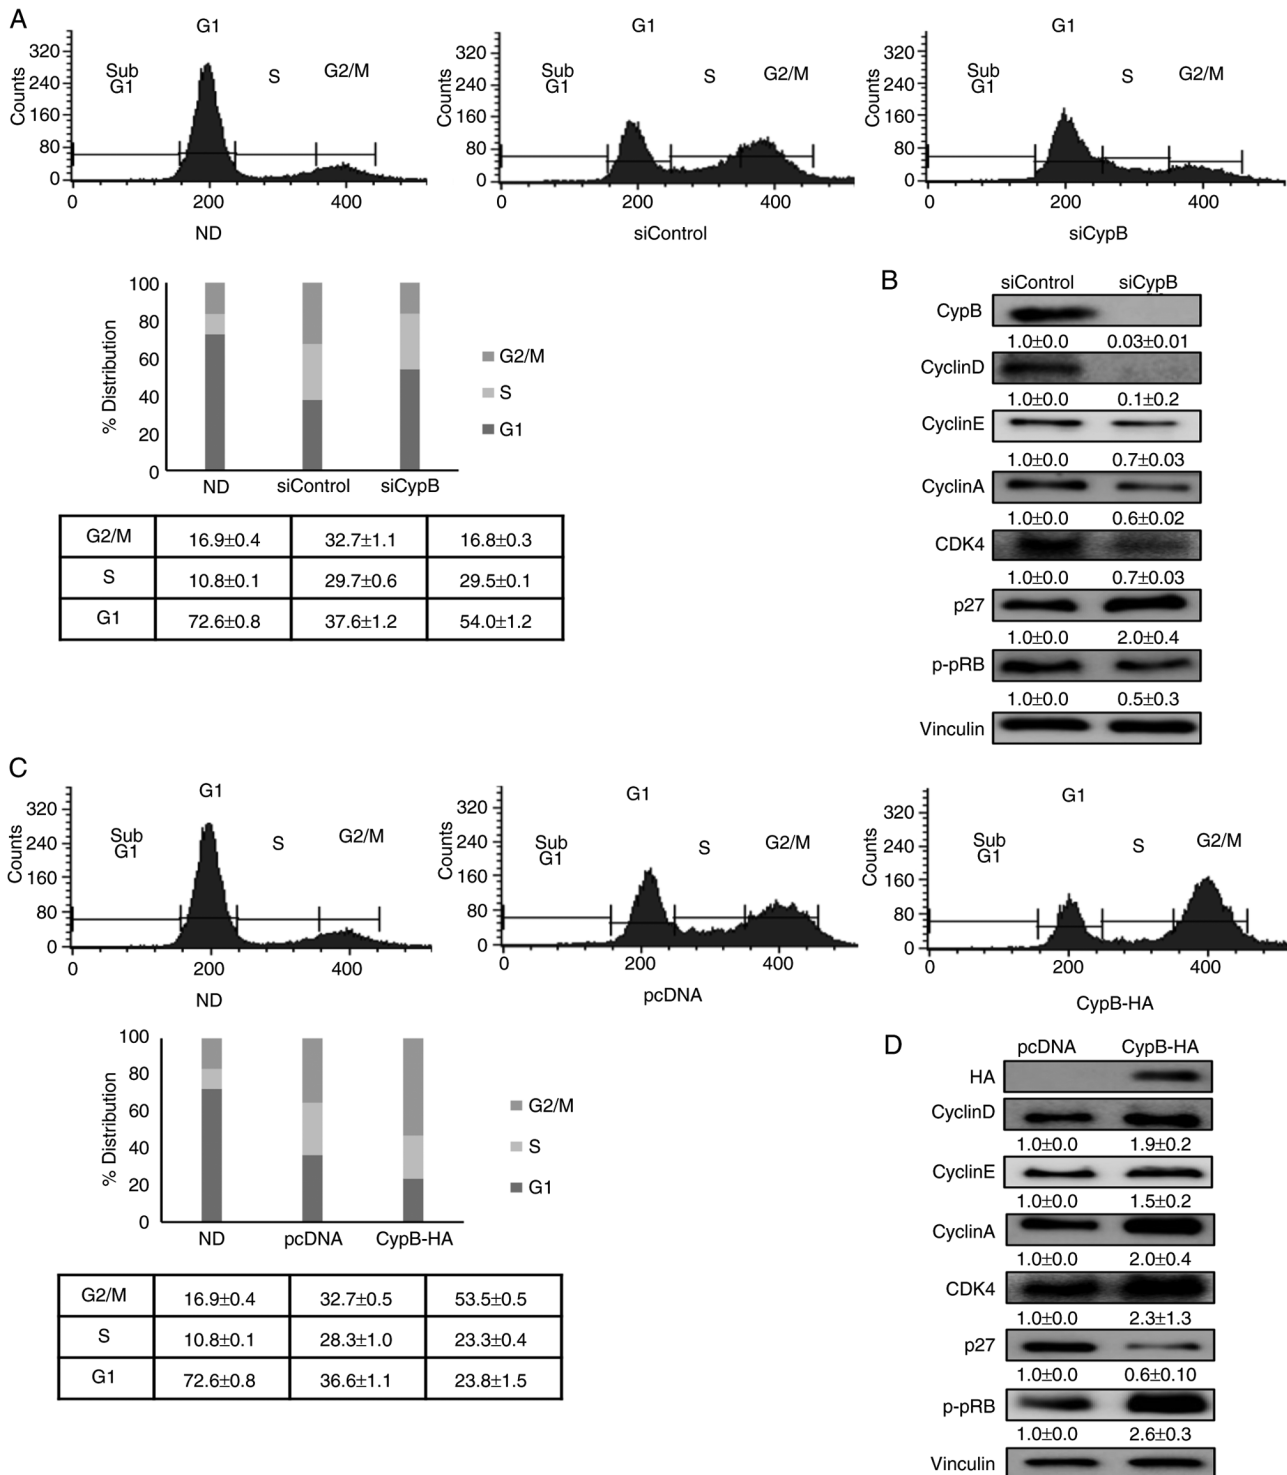 A
G1
Sub
G1
S
G2/M
Counts
320
240
160
80
0
0 200 400
ND
G1
Sub
G1
S
G2/M
Counts
320
240
160
80
0
0 200 400
siControl
G1
Sub
G1
S
G2/M
Counts
320
240
160
80
0
0 200 400
siCypB
% Distribution
100
80
60
40
20
0
ND siControl siCypB
G2/M
S
G1
G2/M 16.9±0.4 32.7±1.1 16.8±0.3
S 10.8±0.1 29.7±0.6 29.5±0.1
G1 72.6±0.8 37.6±1.2 54.0±1.2
B
siControl siCypB
CypB
1.0±0.0 0.03±0.01
CyclinD
1.0±0.0 0.1±0.2
CyclinE
1.0±0.0 0.7±0.03
CyclinA
1.0±0.0 0.6±0.02
CDK4
1.0±0.0 0.7±0.03
p27
1.0±0.0 2.0±0.4
p-pRB
1.0±0.0 0.5±0.3
Vinculin
C
G1
Sub
G1
S
G2/M
Counts
320
240
160
80
0
0 200 400
ND
G1
Sub
G1
S
G2/M
Counts
320
240
160
80
0
0 200 400
pcDNA
G1
Sub
G1
S
G2/M
Counts
320
240
160
80
0
0 200 400
CypB-HA
% Distribution
100
80
60
40
20
0
ND pcDNA CypB-HA
G2/M
S
G1
G2/M 16.9±0.4 32.7±0.5 53.5±0.5
S 10.8±0.1 28.3±1.0 23.3±0.4
G1 72.6±0.8 36.6±1.1 23.8±1.5
D
pcDNA CypB-HA
HA
CyclinD
1.0±0.0 1.9±0.2
CyclinE
1.0±0.0 1.5±0.2
CyclinA
1.0±0.0 2.0±0.4
CDK4
1.0±0.0 2.3±1.3
p27
1.0±0.0 0.6±0.10
p-pRB
1.0±0.0 2.6±0.3
Vinculin